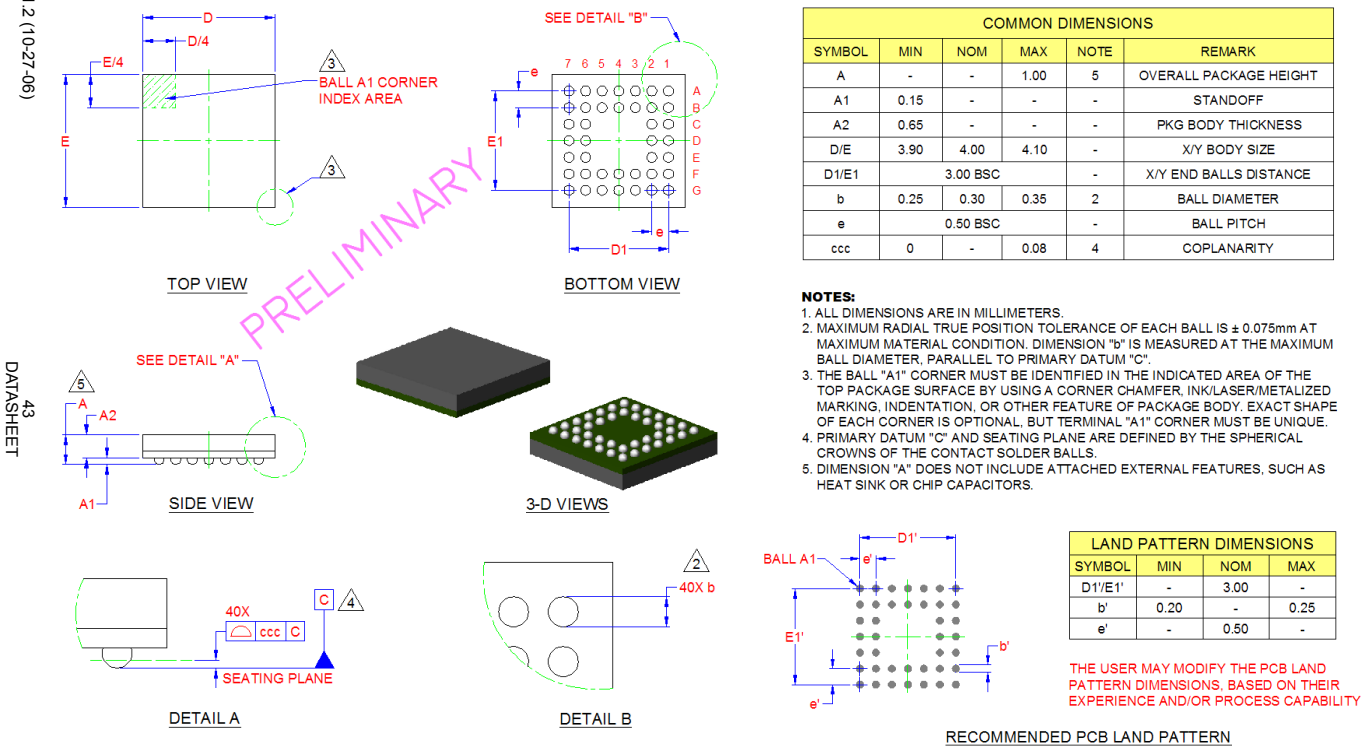 1.2 (10-27-06)
43
DATASHEET
PRELIMINARY
D
D/4
E/4
E
3
BALL A1 CORNER
INDEX AREA
3
TOP VIEW
SEE DETAIL "B"
7 6 5 4 3 2 1
A
B
C
D
E
F
G
e
E1
e
D1
BOTTOM VIEW
COMMON DIMENSIONS
SYMBOL MIN NOM MAX NOTE REMARK
A - - 1.00 5 OVERALL PACKAGE HEIGHT
A1 0.15 - - - STANDOFF
A2 0.65 - - - PKG BODY THICKNESS
D/E 3.90 4.00 4.10 - X/Y BODY SIZE
D1/E1 3.00 BSC - X/Y END BALLS DISTANCE
b 0.25 0.30 0.35 2 BALL DIAMETER
e 0.50 BSC - BALL PITCH
ccc 0 - 0.08 4 COPLANARITY
NOTES:
1. ALL DIMENSIONS ARE IN MILLIMETERS.
2. MAXIMUM RADIAL TRUE POSITION TOLERANCE OF EACH BALL IS ± 0.075mm AT
MAXIMUM MATERIAL CONDITION. DIMENSION "b" IS MEASURED AT THE MAXIMUM
BALL DIAMETER, PARALLEL TO PRIMARY DATUM "C".
3. THE BALL "A1" CORNER MUST BE IDENTIFIED IN THE INDICATED AREA OF THE
TOP PACKAGE SURFACE BY USING A CORNER CHAMFER, INK/LASER/METALIZED
MARKING, INDENTATION, OR OTHER FEATURE OF PACKAGE BODY. EXACT SHAPE
OF EACH CORNER IS OPTIONAL, BUT TERMINAL "A1" CORNER MUST BE UNIQUE.
4. PRIMARY DATUM "C" AND SEATING PLANE ARE DEFINED BY THE SPHERICAL
CROWNS OF THE CONTACT SOLDER BALLS.
5. DIMENSION "A" DOES NOT INCLUDE ATTACHED EXTERNAL FEATURES, SUCH AS
HEAT SINK OR CHIP CAPACITORS.
SEE DETAIL "A"
5
A
A2
A1
SIDE VIEW
3-D VIEWS
40X
ccc C
C
4
SEATING PLANE
DETAIL A
2
40X b
DETAIL B
D1'
BALL A1
e'
E1'
b'
e'
RECOMMENDED PCB LAND PATTERN
LAND PATTERN DIMENSIONS
SYMBOL MIN NOM MAX
D1'/E1' - 3.00 -
b' 0.20 - 0.25
e' - 0.50 -
THE USER MAY MODIFY THE PCB LAND
PATTERN DIMENSIONS, BASED ON THEIR
EXPERIENCE AND/OR PROCESS CAPABILITY